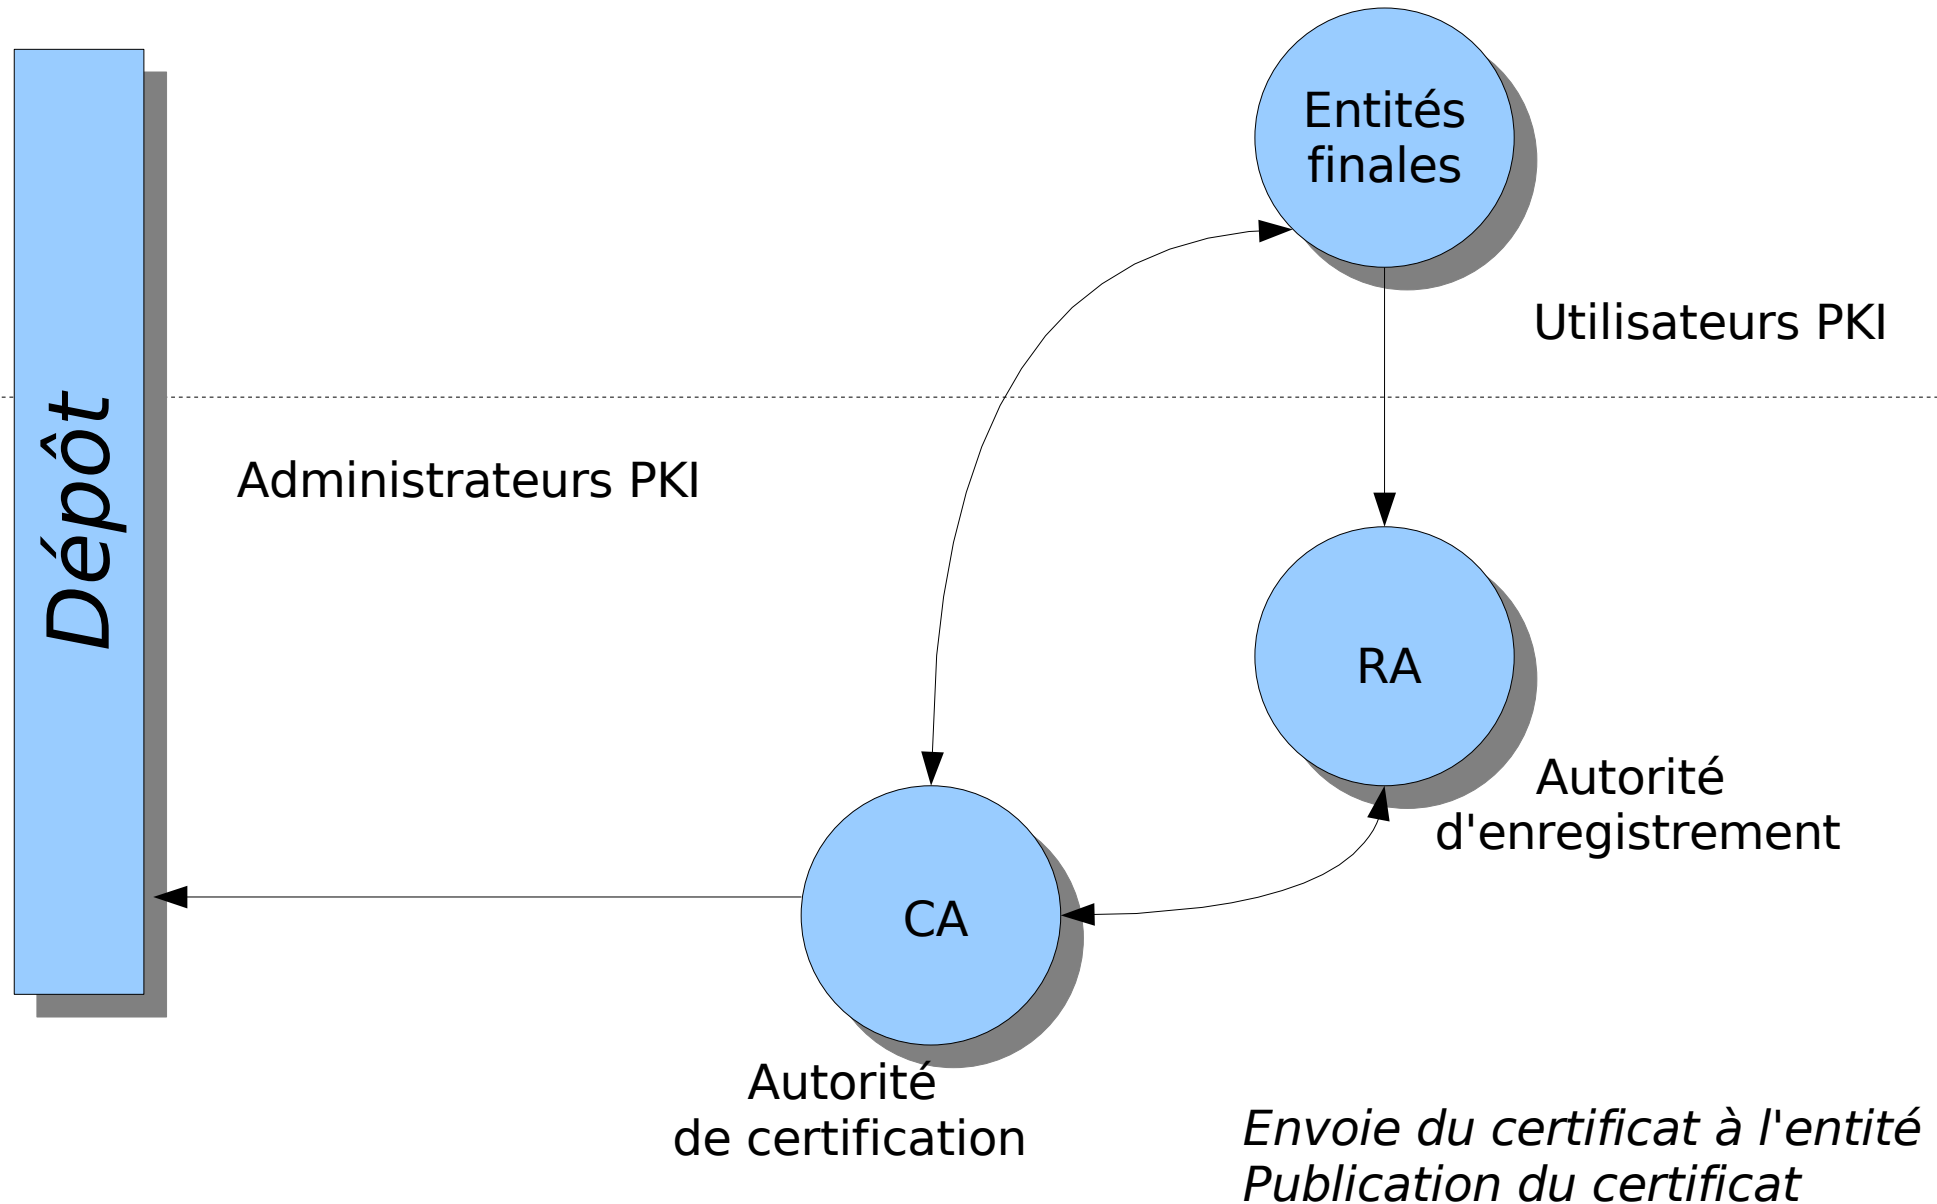 Entités
finales
Utilisateurs PKI
Dépôt
Administrateurs PKI
RA
Autorité
d'enregistrement
CA
Autorité
de certification
Envoie du certificat à l'entité
Publication du certificat